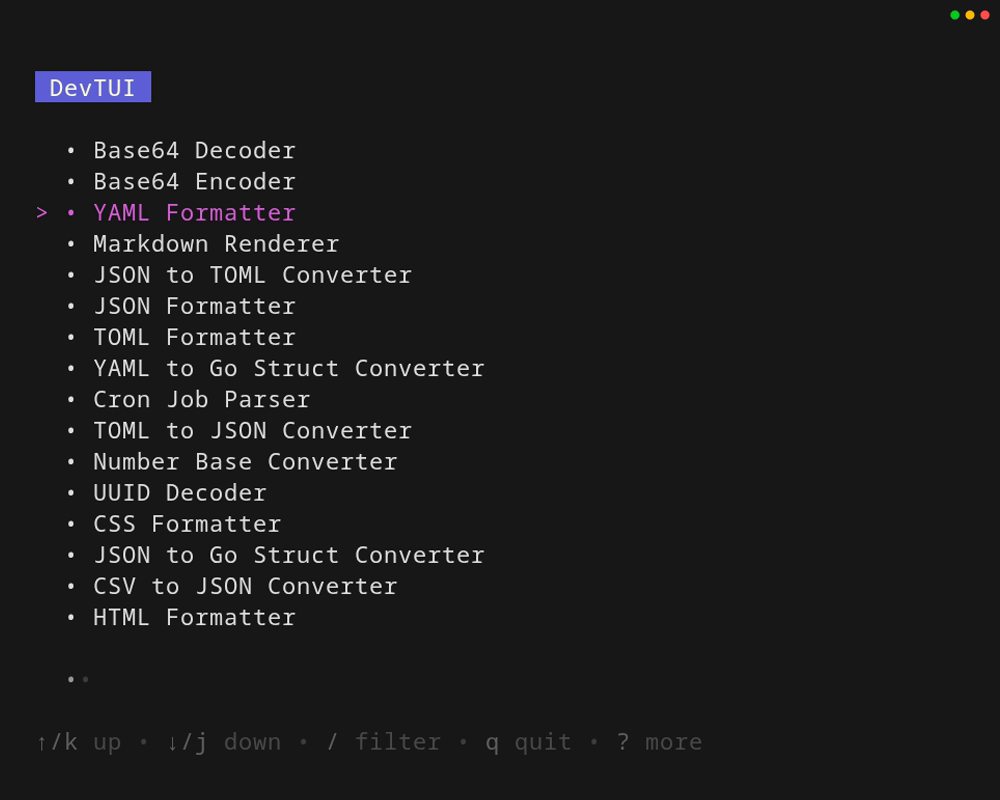 DevTUI
• Base64 Decoder
• Base64 Encoder
> • YAML Formatter
• Markdown Renderer
• JSON to TOML Converter
• JSON Formatter
• TOML Formatter
• YAML to Go Struct Converter
• Cron Job Parser
• TOML to JSON Converter
• Number Base Converter
• UUID Decoder
• CSS Formatter
• JSON to Go Struct Converter
• CSV to JSON Converter
• HTML Formatter
••
↑/k up • ↓/j down • / filter • q quit • ? more